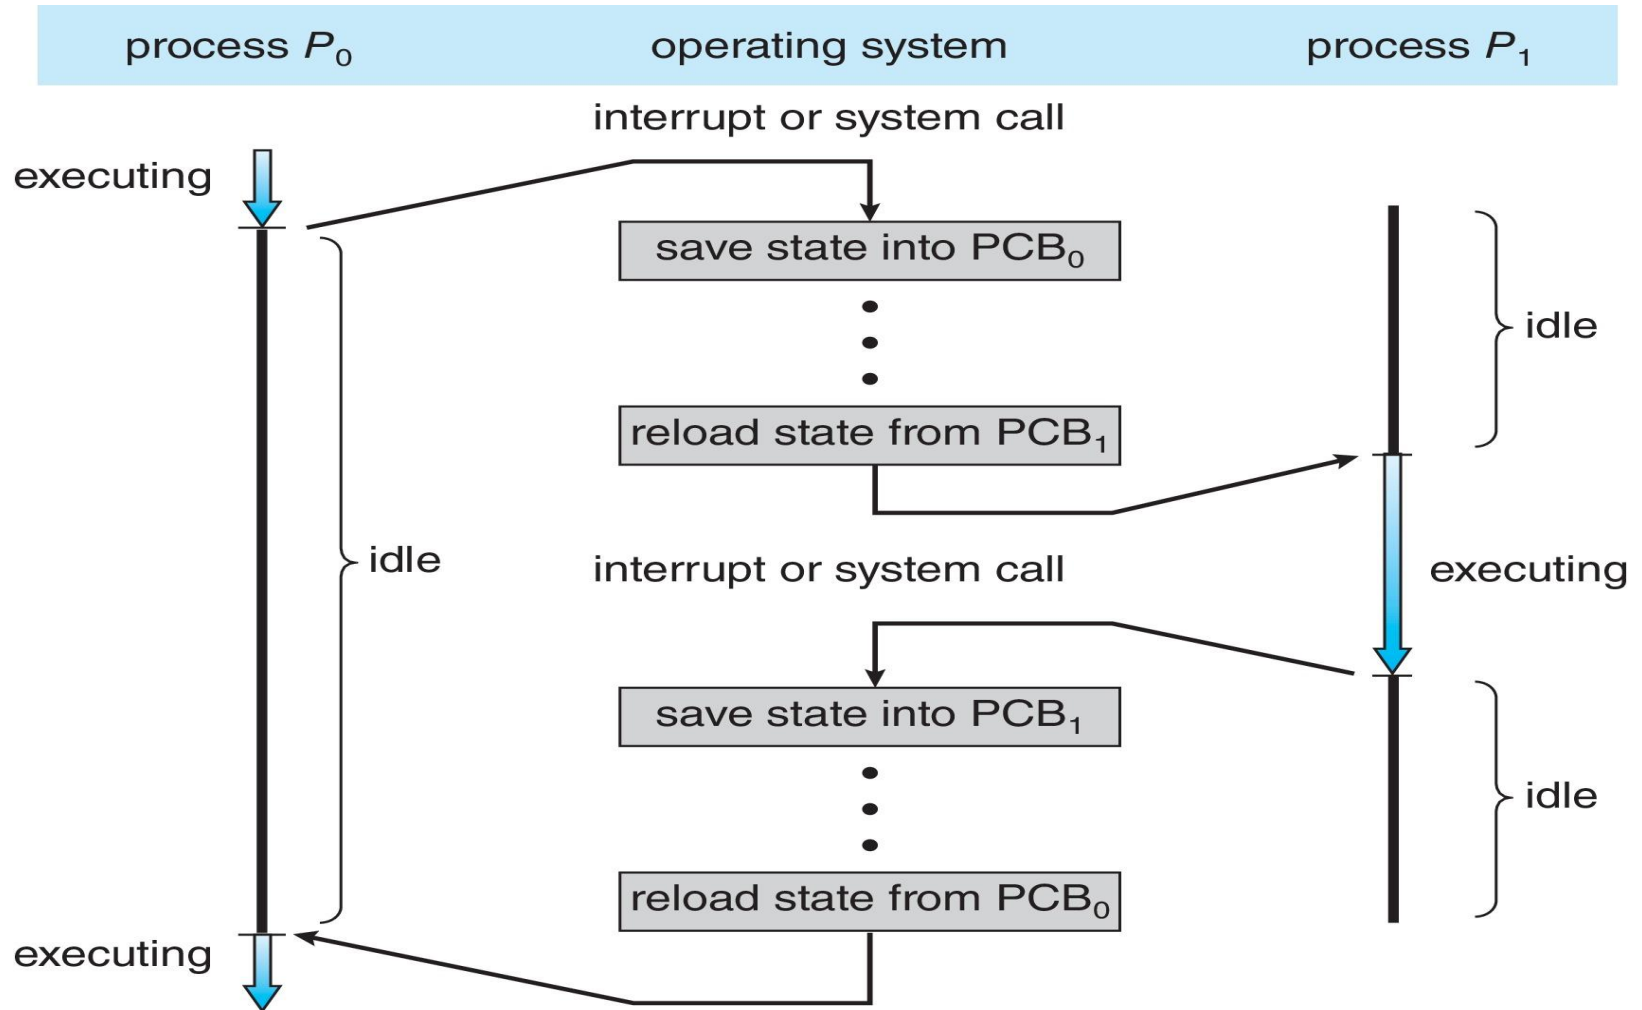 process P₀ operating system process P₁
interrupt or system call
executing
save state into PCB₀
idle
reload state from PCB₁
idle
interrupt or system call
executing
save state into PCB₁
idle
reload state from PCB₀
executing